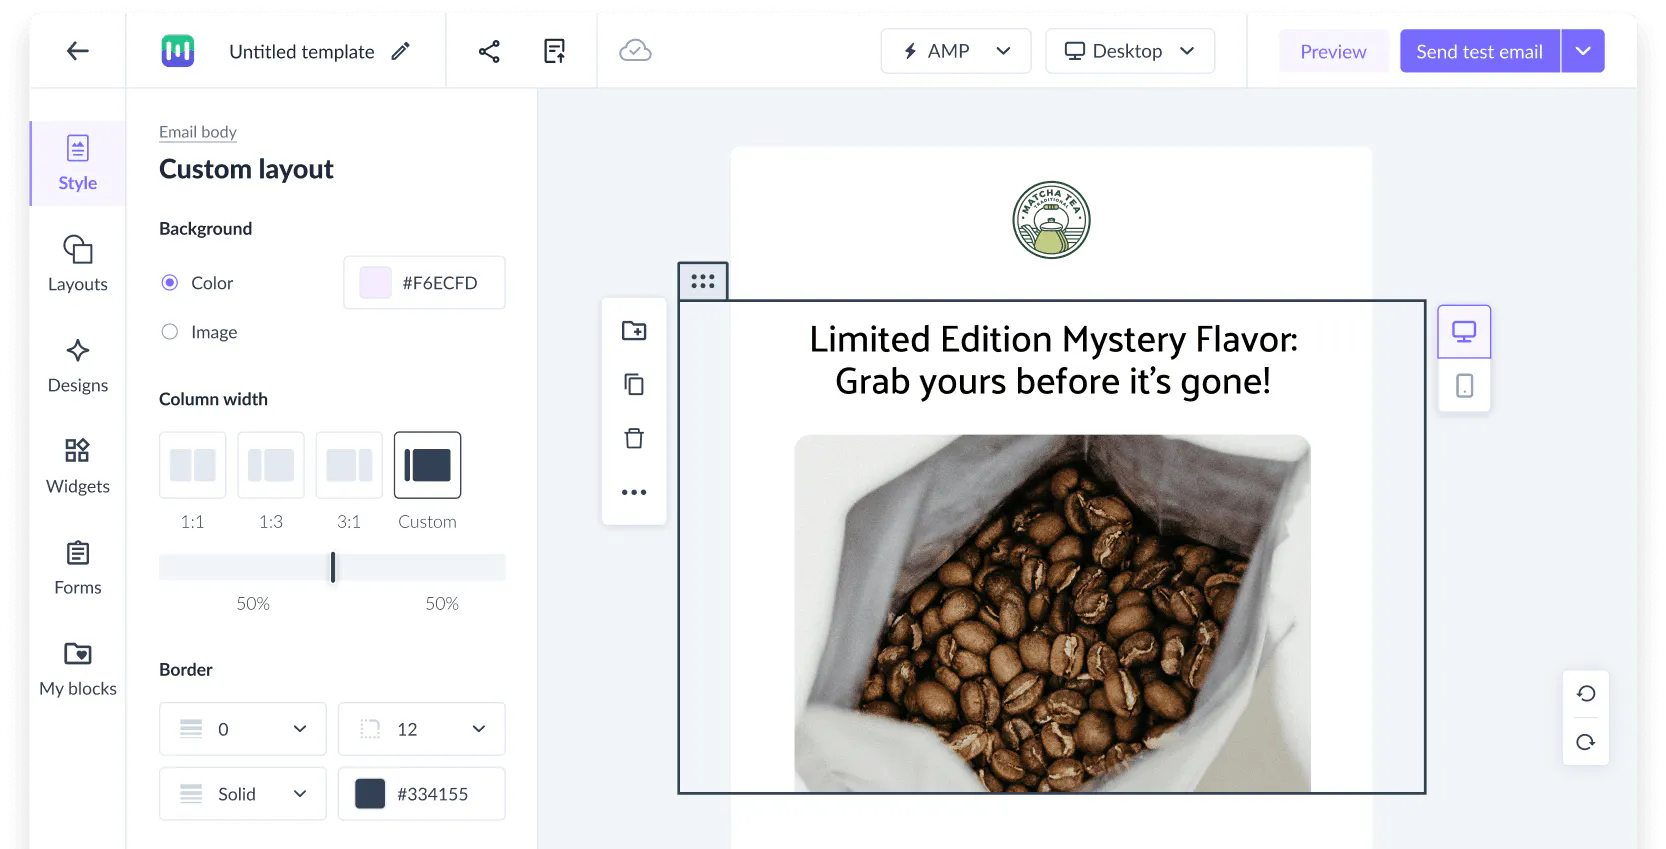 Untitled template
AMP
Desktop
Preview
Send test email
Style
Layouts
Designs
Widgets
Forms
My blocks
Email body
Custom layout
Background
Color
#F6ECFD
Image
Column width
1:1
1:3
3:1
Custom
50%
50%
Border
0
12
Solid
#334155
MATCHA TEA
TRADITIONAL
Limited Edition Mystery Flavor:
Grab yours before it's gone!